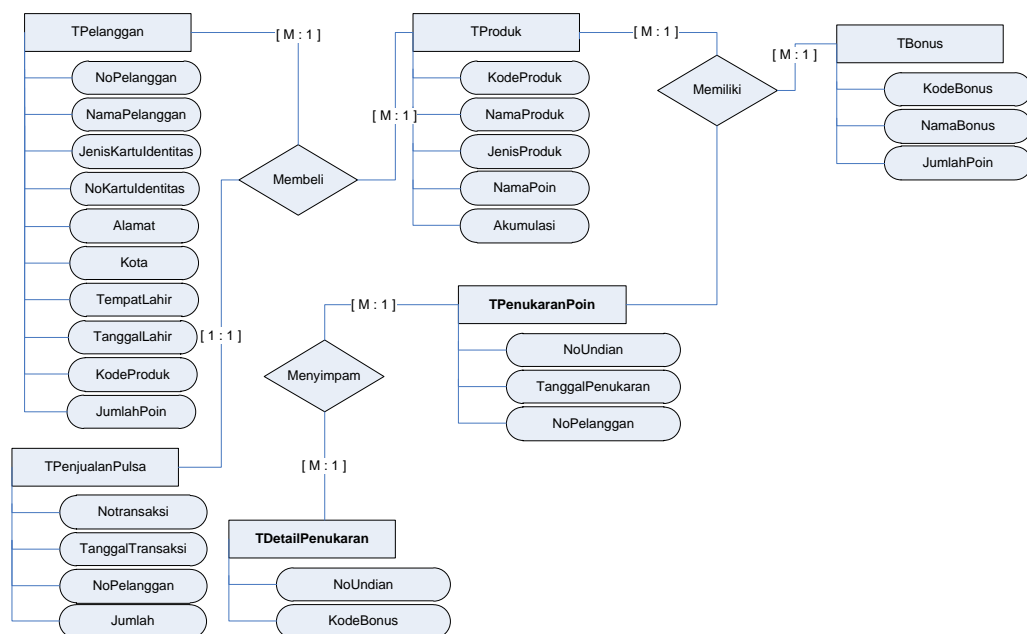 TPelanggan
[ M : 1 ]
NoPelanggan
NamaPelanggan
JenisKartuIdentitas
NoKartuIdentitas
Alamat
Kota
TempatLahir
TanggalLahir
KodeProduk
JumlahPoin
Membeli
[ M : 1 ]
[ 1 : 1 ]
TProduk
[ M : 1 ]
KodeProduk
NamaProduk
JenisProduk
NamaPoin
Akumulasi
Memiliki
[ M : 1 ]
TBonus
KodeBonus
NamaBonus
JumlahPoin
TPenukaranPoin
[ M : 1 ]
NoUndian
TanggalPenukaran
NoPelanggan
Menyimpam
[ M : 1 ]
TPenjualanPulsa
Notransaksi
TanggalTransaksi
NoPelanggan
Jumlah
TDetailPenukaran
NoUndian
KodeBonus